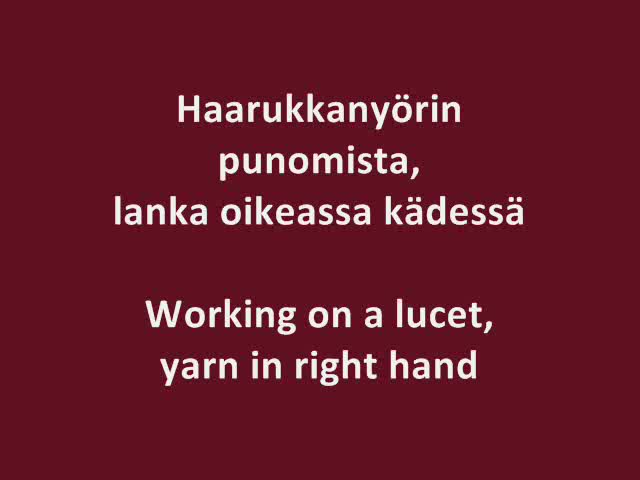 Haarukkanyörin
punomista,
lanka oikeassa kädessä
Working on a lucet,
yarn in right hand